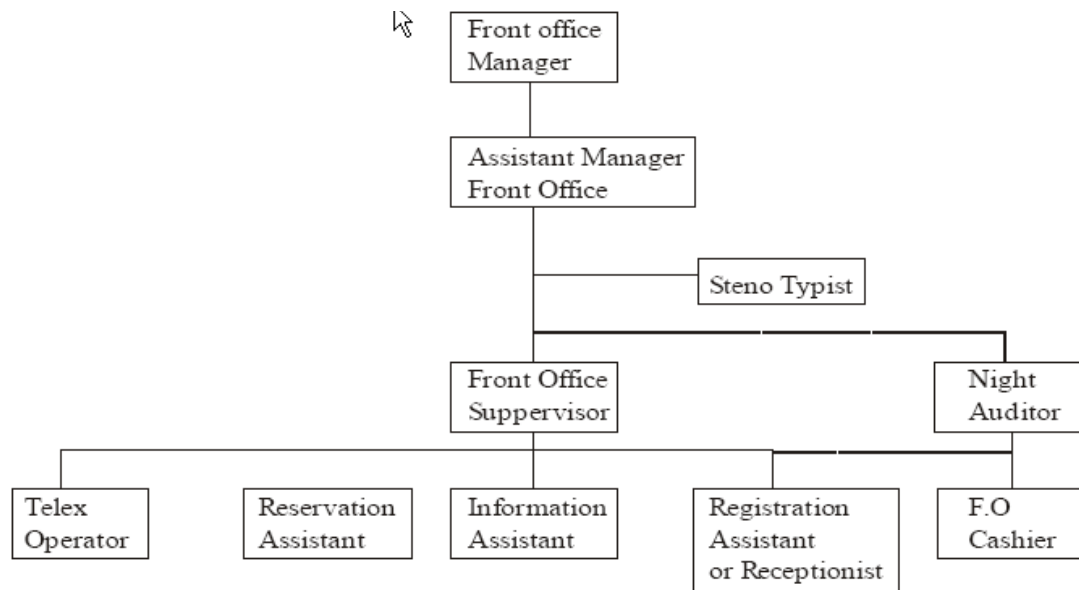 Front office
Manager
Assistant Manager
Front Office
Steno Typist
Front Office
Suppervisor
Night
Auditor
Telex
Operator
Reservation
Assistant
Information
Assistant
Registration
Assistant
or Receptionist
F.O
Cashier